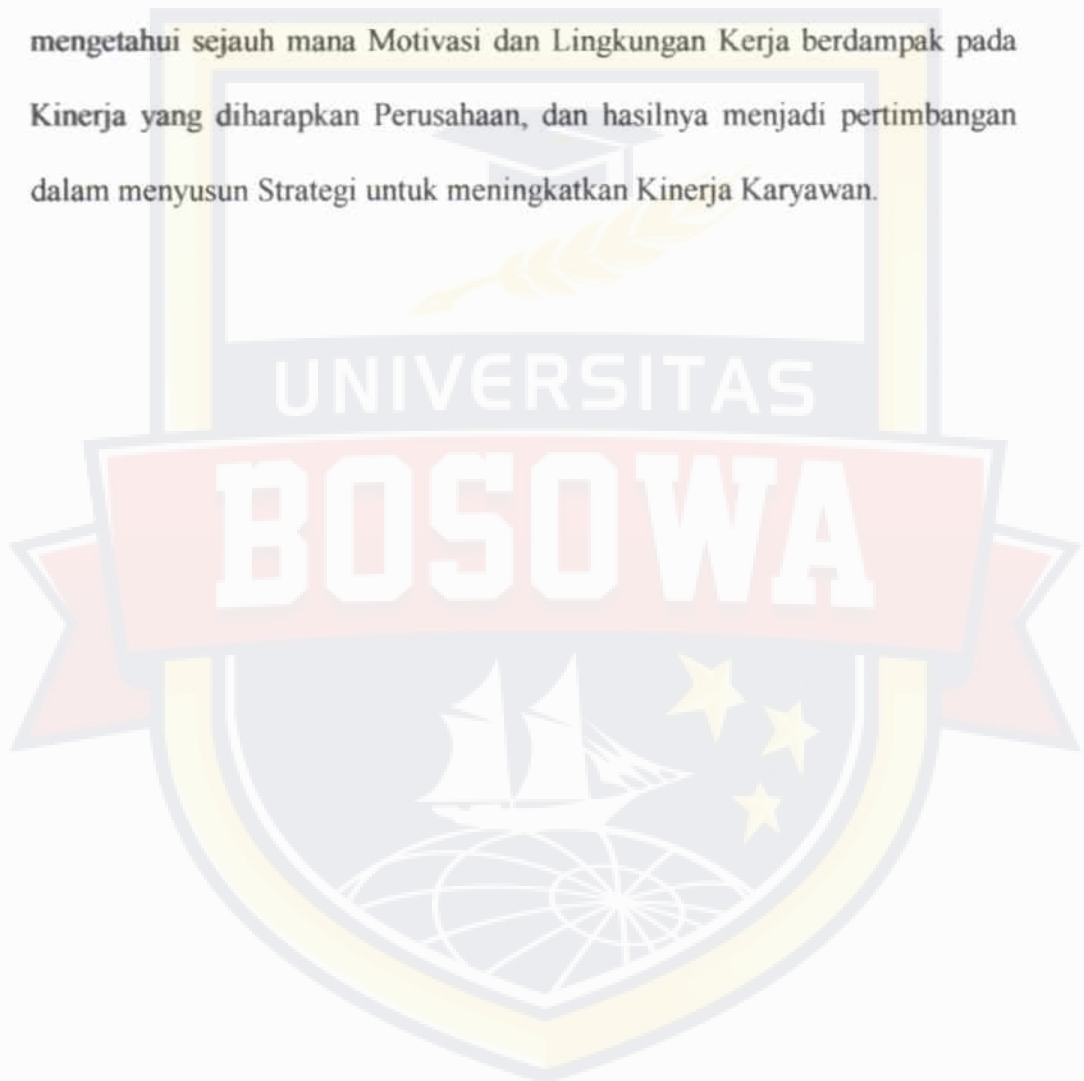 mengetahui sejauh mana Motivasi dan Lingkungan Kerja berdampak pada
Kinerja yang diharapkan Perusahaan, dan hasilnya menjadi pertimbangan
dalam menyusun Strategi untuk meningkatkan Kinerja Karyawan.
UNIVERSITAS
BOSOWA